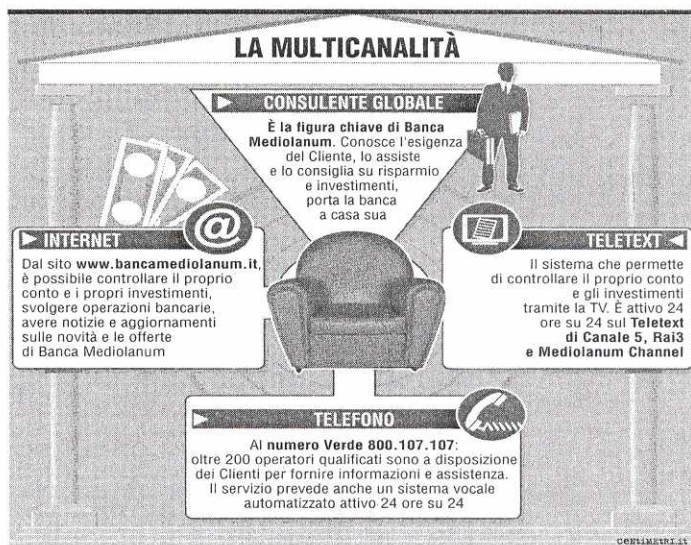 LA MULTICANALITÀ
CONSULENTE GLOBALE
È la figura chiave di Banca
Mediolanum. Conosce l'esigenza
del Cliente, lo assiste
e lo consiglia su risparmio
e investimenti,
porta la banca
a casa sua
@
INTERNET
Dal sito www.bancamediolanum.it,
è possibile controllare il proprio
conto e i propri investimenti,
svolgere operazioni bancarie,
avere notizie e aggiornamenti
sulle novità e le offerte
di Banca Mediolanum
TELETEXT
Il sistema che permette
di controllare il proprio conto
e gli investimenti
tramite la TV. È attivo 24
ore su 24 sul Teletext
di Canale 5, Rai3
e Mediolanum Channel
TELEFONO
Al numero Verde 800.107.107:
oltre 200 operatori qualificati sono a disposizione
dei Clienti per fornire informazioni e assistenza.
Il servizio prevede anche un sistema vocale
automatizzato attivo 24 ore su 24
CENTIMETRI.it